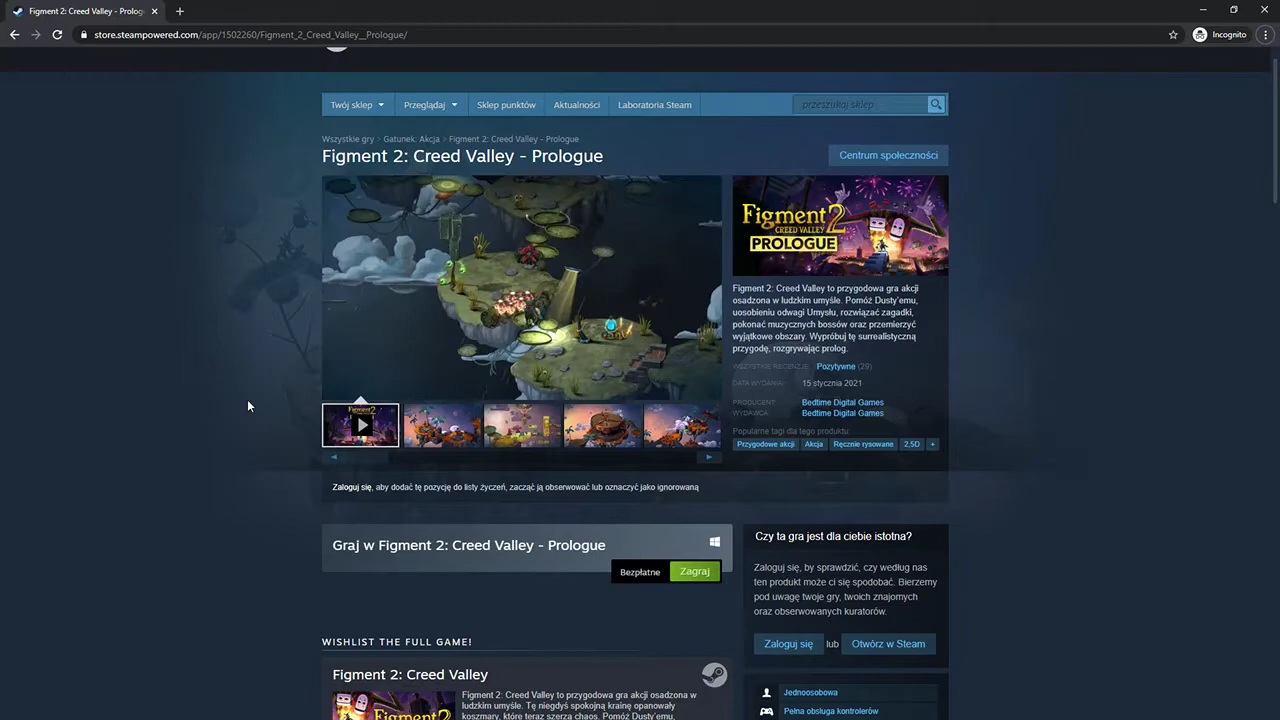 Figment 2: Creed Valley - Prolog
store.steampowered.com/app/1502260/Figment_2_Creed_Valley__Prologue/
Incognito
Twój sklep
Przeglądaj
Sklep punktów
Aktualności
Laboratoria Steam
przeszukaj sklep
Wszystkie gry > Gatunek: Akcja > Figment 2: Creed Valley - Prologue
Figment 2: Creed Valley - Prologue
Centrum społeczności
Figment 2
CREED VALLEY
PROLOGUE
Figment 2: Creed Valley to przygodowa gra akcji
osadzona w ludzkim umyśle. Pomóż Dusty'emu,
uosobieniu odwagi Umysłu, rozwiązać zagadki,
pokonać muzycznych bossów oraz przemierzyć
wyjątkowe obszary. Wypróbuj tę surrealistyczną
przygodę, rozgrywając prolog.
WSZYSTKIE RECENZJE: Pozytywne (29)
DATA WYDANIA: 15 stycznia 2021
PRODUCENT: Bedtime Digital Games
WYDAWCA: Bedtime Digital Games
Popularne tagi dla tego produktu:
Przygodowe akcji Akcja Ręcznie rysowane 2,5D +
Figment 2
Zaloguj się, aby dodać tę pozycję do listy życzeń, zacząć ją obserwować lub oznaczyć jako ignorowaną
Graj w Figment 2: Creed Valley - Prologue
Bezpłatne
Zagraj
Czy ta gra jest dla ciebie istotna?
Zaloguj się, by sprawdzić, czy według nas
ten produkt może ci się spodobać. Bierzemy
pod uwagę twoje gry, twoich znajomych
oraz obserwowanych kuratorów.
Zaloguj się lub Otwórz w Steam
WISHLIST THE FULL GAME!
Figment 2: Creed Valley
Figment 2: Creed Valley to przygodowa gra akcji osadzona w
ludzkim umyśle. Tę niegdyś spokojną krainę opanowały
koszmary, które teraz szerzą chaos. Pomóż Dusty'emu,
Figment 2
Jednoosobowa
Pełna obsługa kontrolerów